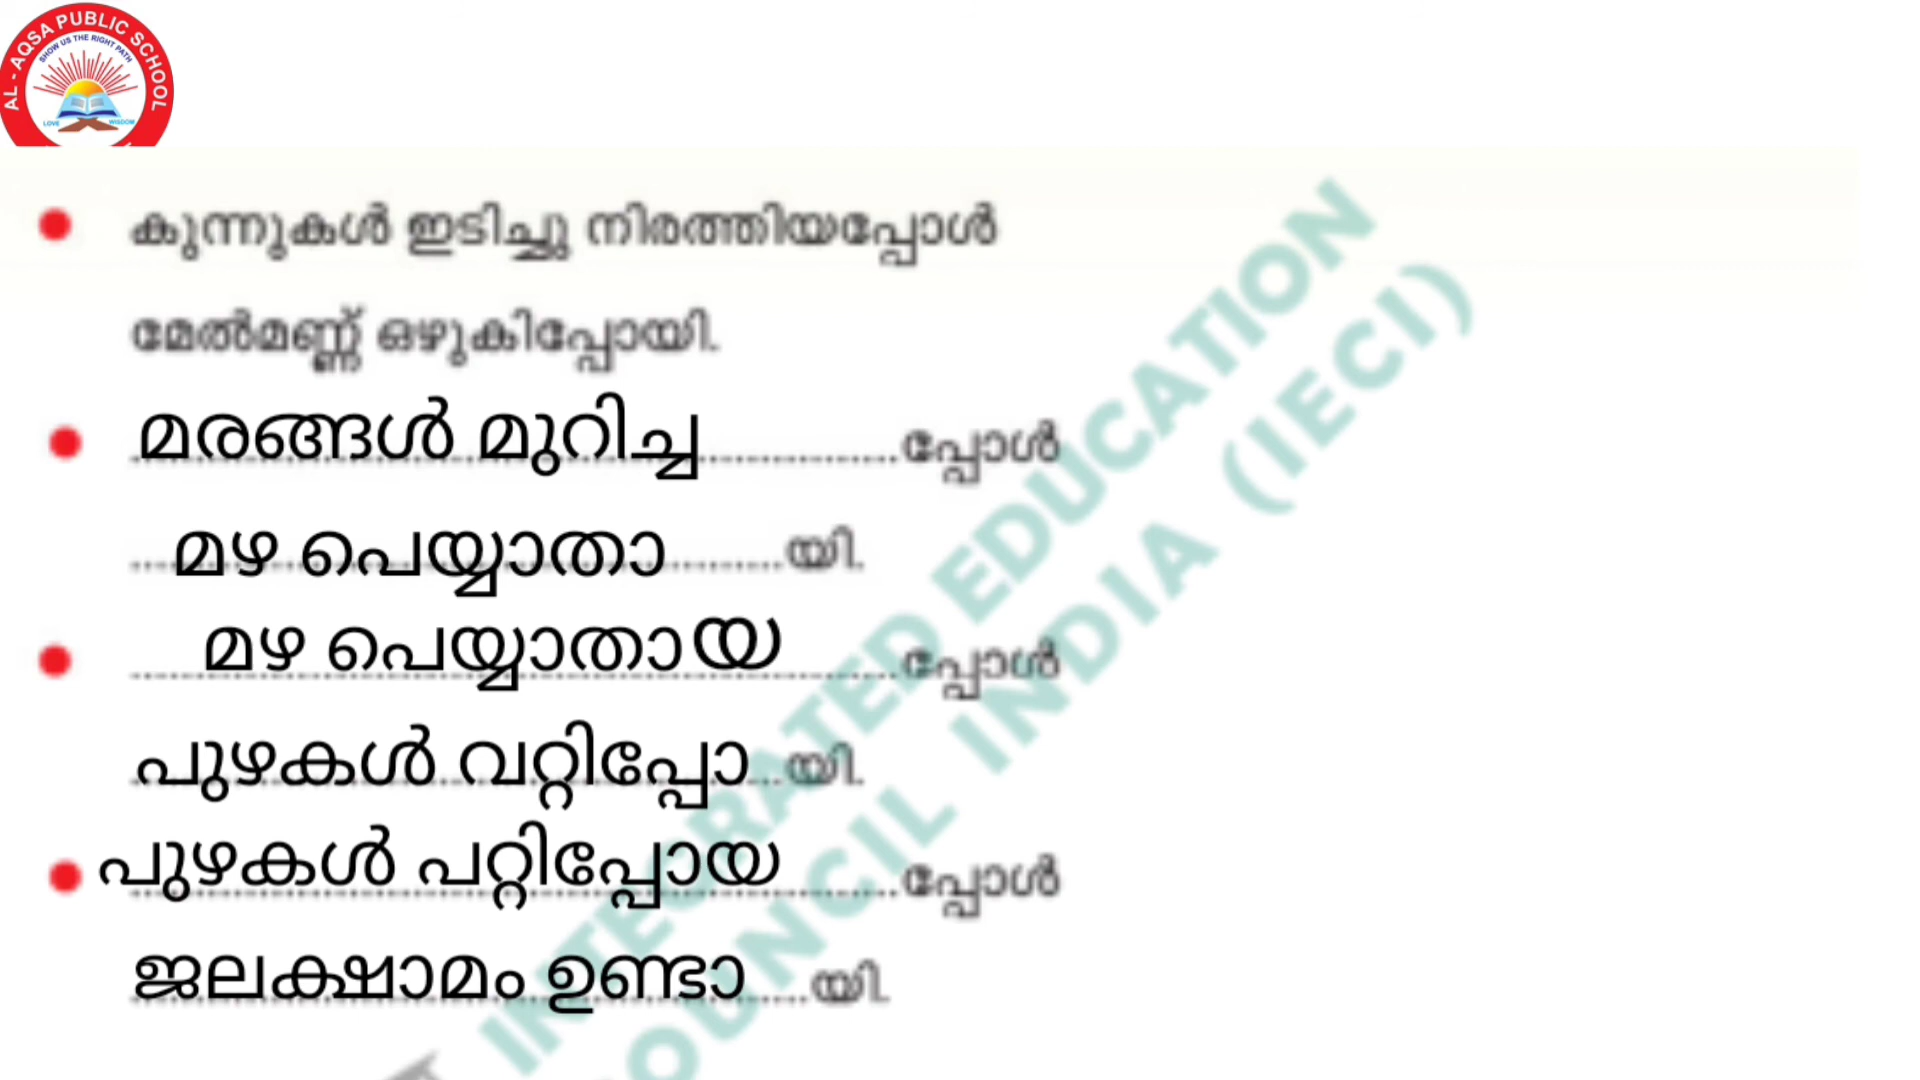 AL - AQSA PUBLIC SCHOOL
SHOW US THE RIGHT PATH
LOVE WISDOM
കുന്നുകൾ ഇടിച്ചു നിരത്തിയപ്പോൾ
മേൽമണ്ണ് ഒഴുകിപ്പോയി.
മരങ്ങൾ മുറിച്ച ..........പ്പോൾ
മഴ പെയ്യാതാ ..........യി.
മഴ പെയ്യാതായ ..........പ്പോൾ
പുഴകൾ വറ്റിപ്പോ ...യി.
പുഴകൾ പറ്റിപ്പോയ ..........പ്പോൾ
ജലക്ഷാമം ഉണ്ടാ .....യി.
INTEGRATED EDUCATION
COUNCIL INDIA (IECI)